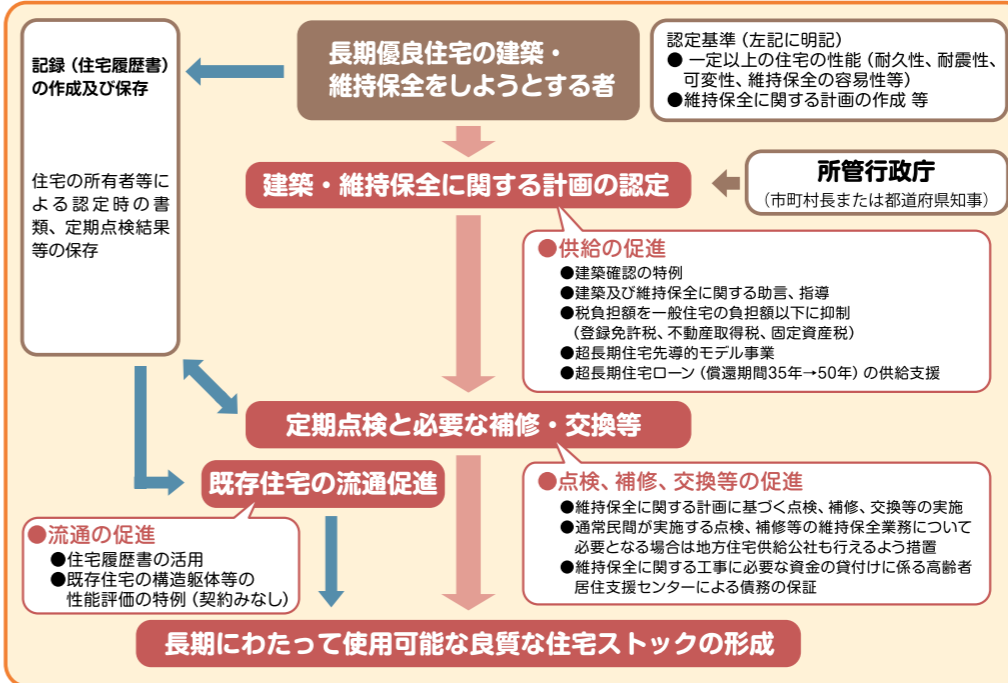 記録（住宅履歴書）
の作成及び保存
住宅の所有者等に
よる認定時の書
類、定期点検結果
等の保存
長期優良住宅の建築・
維持保全をしようとする者
認定基準（左記に明記）
● 一定以上の住宅の性能（耐久性、耐震性、
可変性、維持保全の容易性等）
●維持保全に関する計画の作成 等
建築・維持保全に関する計画の認定
所管行政庁
（市町村長または都道府県知事）
●供給の促進
●建築確認の特例
●建築及び維持保全に関する助言、指導
●税負担額を一般住宅の負担額以下に抑制
（登録免許税、不動産取得税、固定資産税）
●超長期住宅先導的モデル事業
●超長期住宅ローン（償還期間35年→50年）の供給支援
定期点検と必要な補修・交換等
既存住宅の流通促進
●点検、補修、交換等の促進
●維持保全に関する計画に基づく点検、補修、交換等の実施
●通常民間が実施する点検、補修等の維持保全業務について
必要となる場合は地方住宅供給公社も行えるよう措置
●維持保全に関する工事に必要な資金の貸付けに係る高齢者
居住支援センターによる債務の保証
●流通の促進
●住宅履歴書の活用
●既存住宅の構造躯体等の
性能評価の特例（契約みなし）
長期にわたって使用可能な良質な住宅ストックの形成